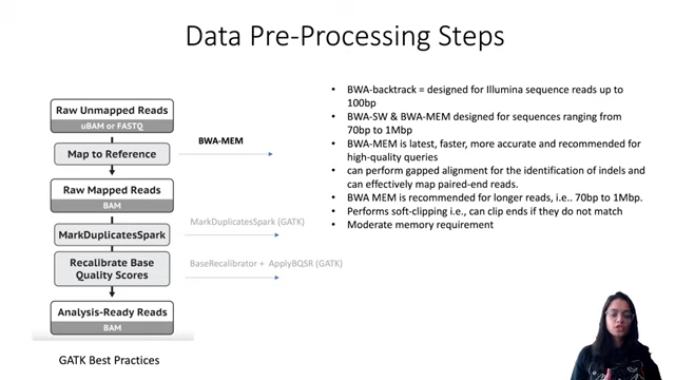 Data Pre-Processing Steps
Raw Unmapped Reads
uBAM or FASTQ
Map to Reference
BWA-MEM
Raw Mapped Reads
BAM
MarkDuplicatesSpark
MarkDuplicatesSpark (GATK)
Recalibrate Base
Quality Scores
BaseRecalibrator + ApplyBQSR (GATK)
Analysis-Ready Reads
BAM
GATK Best Practices
• BWA-backtrack = designed for Illumina sequence reads up to
100bp
• BWA-SW & BWA-MEM designed for sequences ranging from
70bp to 1Mbp
• BWA-MEM is latest, faster, more accurate and recommended for
high-quality queries
• can perform gapped alignment for the identification of indels and
can effectively map paired-end reads.
• BWA MEM is recommended for longer reads, i.e.. 70bp to 1Mbp.
• Performs soft-clipping i.e., can clip ends if they do not match
• Moderate memory requirement